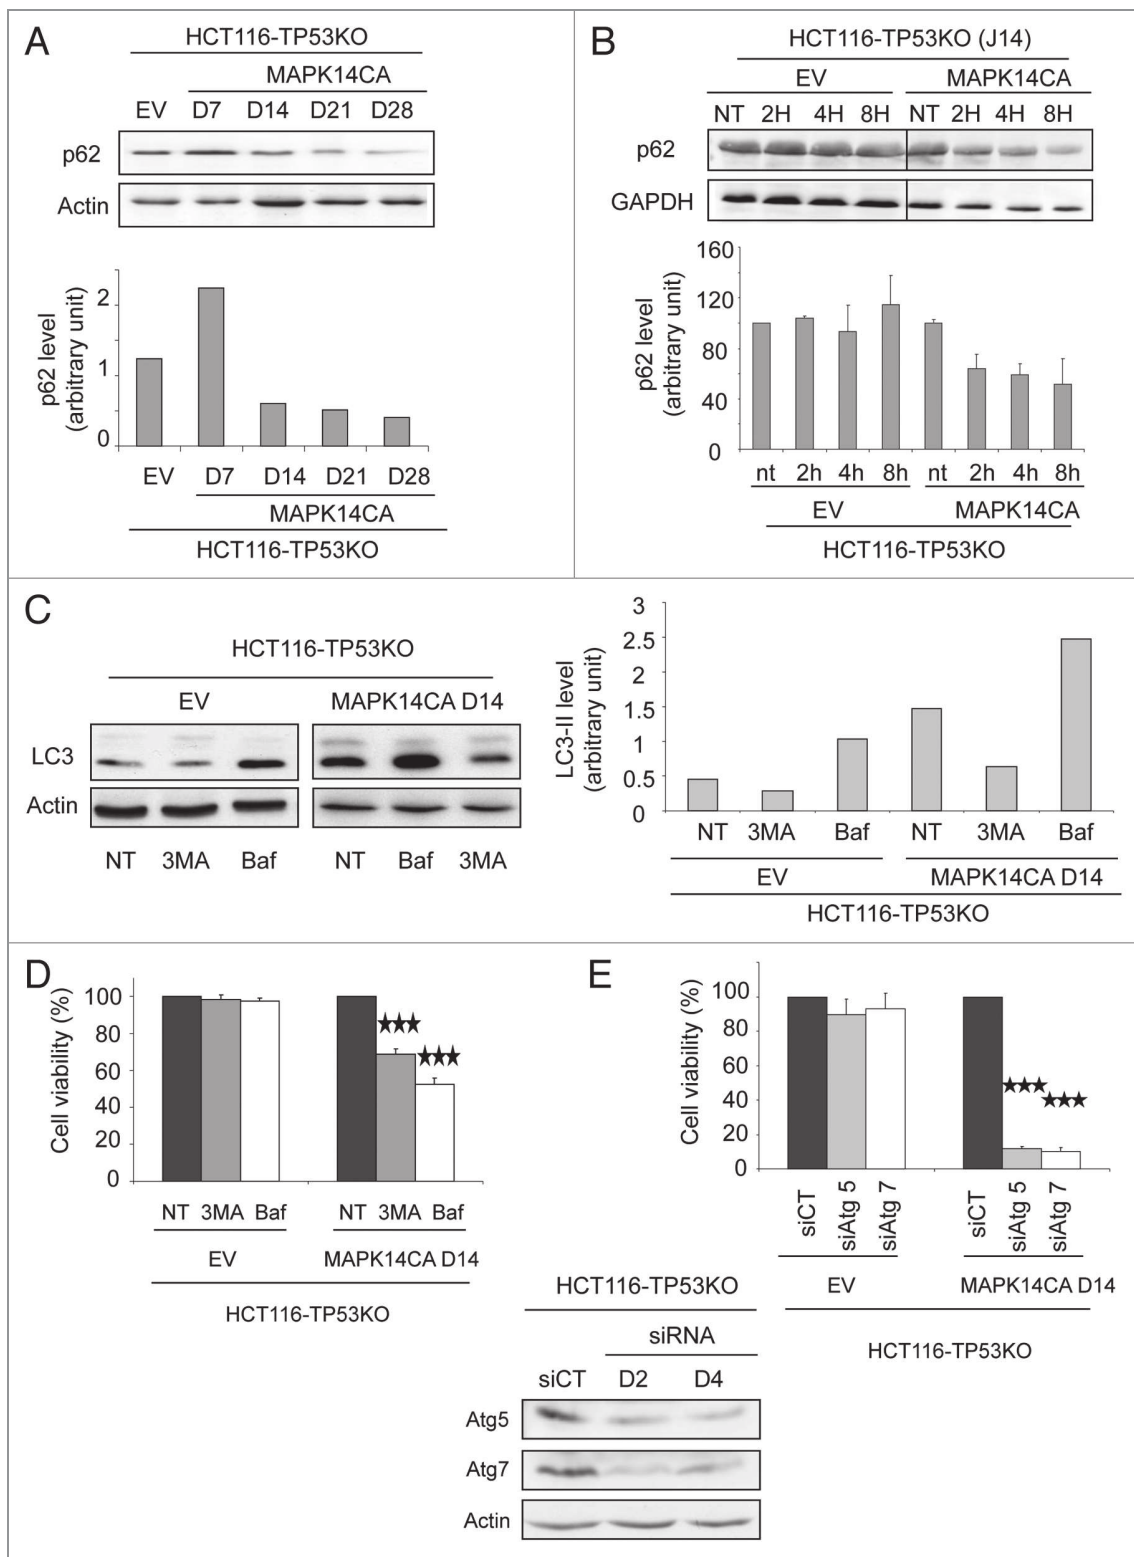 A
HCT116-TP53KO
MAPK14CA
EV D7 D14 D21 D28
p62
Actin
p62 level
(arbitrary unit)
2
1
0
EV D7 D14 D21 D28
MAPK14CA
HCT116-TP53KO
B
HCT116-TP53KO (J14)
EV MAPK14CA
NT 2H 4H 8H NT 2H 4H 8H
p62
GAPDH
p62 level
(arbitrary unit)
160
120
80
40
0
nt 2h 4h 8h nt 2h 4h 8h
EV MAPK14CA
HCT116-TP53KO
C
HCT116-TP53KO
EV MAPK14CA D14
LC3
Actin
NT 3MA Baf NT Baf 3MA
LC3-II level
(arbitrary unit)
3
2.5
2
1.5
1
0.5
0
NT 3MA Baf NT 3MA Baf
EV MAPK14CA D14
HCT116-TP53KO
D
Cell viability (%)
100
80
60
40
20
0
★★★
★★★
NT 3MA Baf NT 3MA Baf
EV MAPK14CA D14
HCT116-TP53KO
E
Cell viability (%)
100
80
60
40
20
0
★★★
★★★
siCT siAtg 5 siAtg 7 siCT siAtg 5 siAtg 7
EV MAPK14CA D14
HCT116-TP53KO
HCT116-TP53KO
siRNA
siCT D2 D4
Atg5
Atg7
Actin